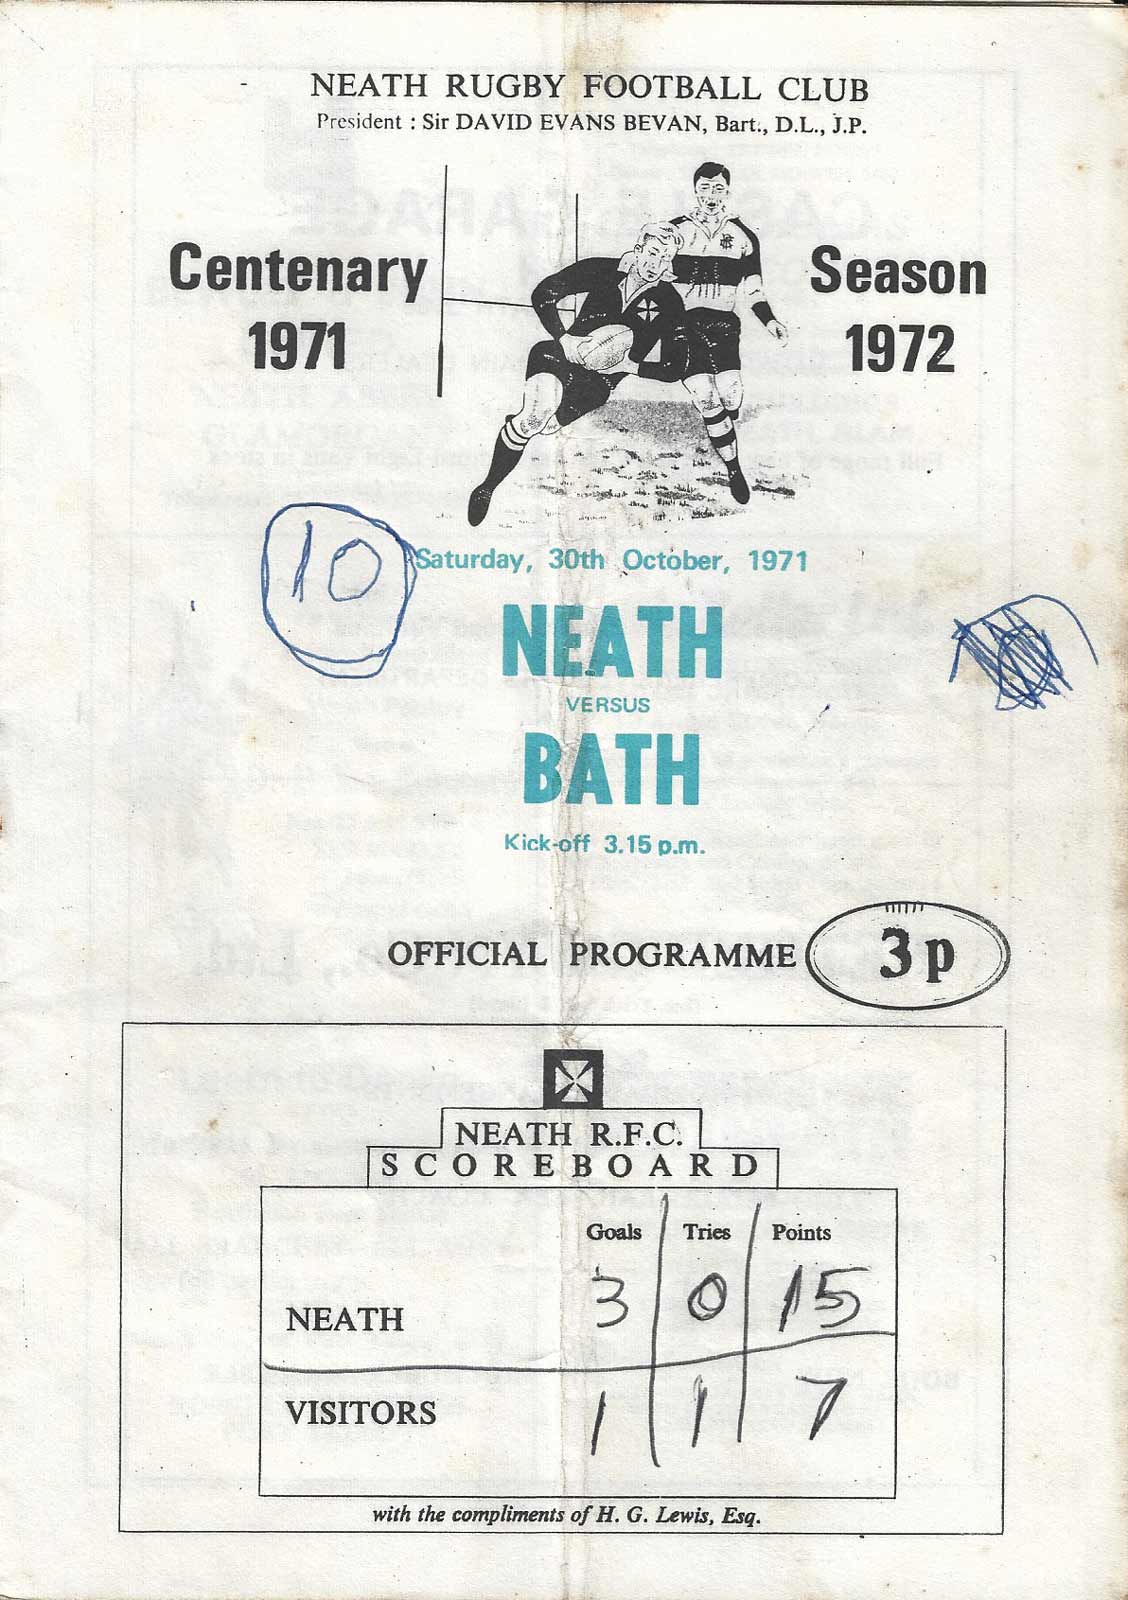 NEATH RUGBY FOOTBALL CLUB
President : Sir DAVID EVANS BEVAN, Bart., D.L., J.P.
Centenary Season
1971 1972
10
Saturday, 30th October, 1971
NEATH
VERSUS
BATH
Kick-off 3.15 p.m.
OFFICIAL PROGRAMME 3p
NEATH R.F.C.
SCOREBOARD
Goals Tries Points
NEATH 3 0 15
VISITORS 1 1 7
with the compliments of H. G. Lewis, Esq.